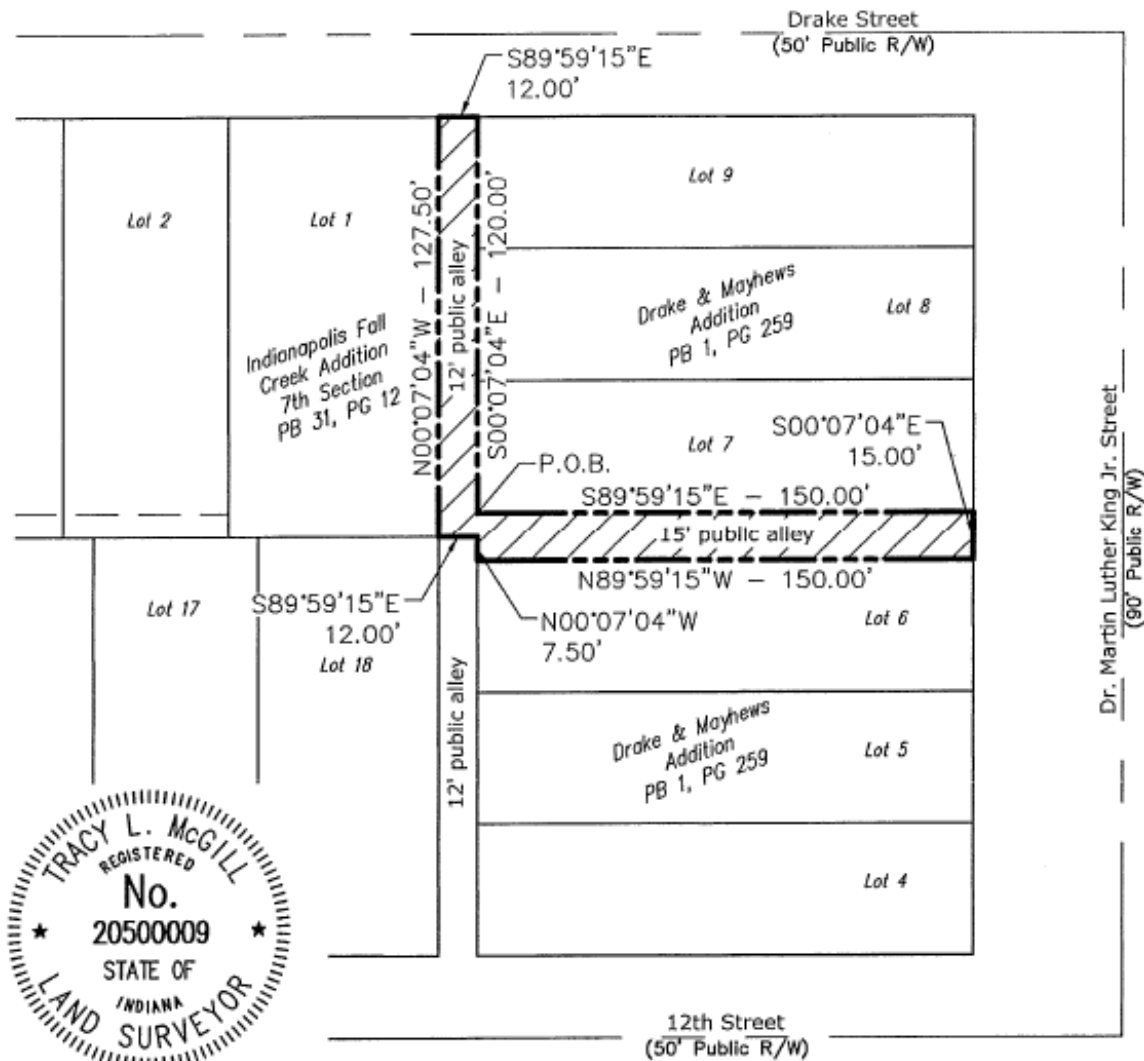 Drake Street
(50' Public R/W)
S89°59'15"E
12.00'
Lot 2
Lot 1
Lot 9
N00°07'04"W — 127.50'
12' public alley
S00°07'04"E — 120.00'
Indianapolis Fall
Creek Addition
7th Section
PB 31, PG 12
Drake & Mayhews
Addition
PB 1, PG 259
Lot 8
Lot 7
S00°07'04"E
15.00'
Dr. Martin Luther King Jr. Street
(90' Public R/W)
P.O.B.
S89°59'15"E — 150.00'
15' public alley
N89°59'15"W — 150.00'
Lot 17
S89°59'15"E
12.00'
Lot 18
N00°07'04"W
7.50'
Lot 6
12' public alley
Drake & Mayhews
Addition
PB 1, PG 259
Lot 5
Lot 4
TRACY L. McGILL
REGISTERED
No.
20500009
STATE OF
INDIANA
LAND SURVEYOR
12th Street
(50' Public R/W)